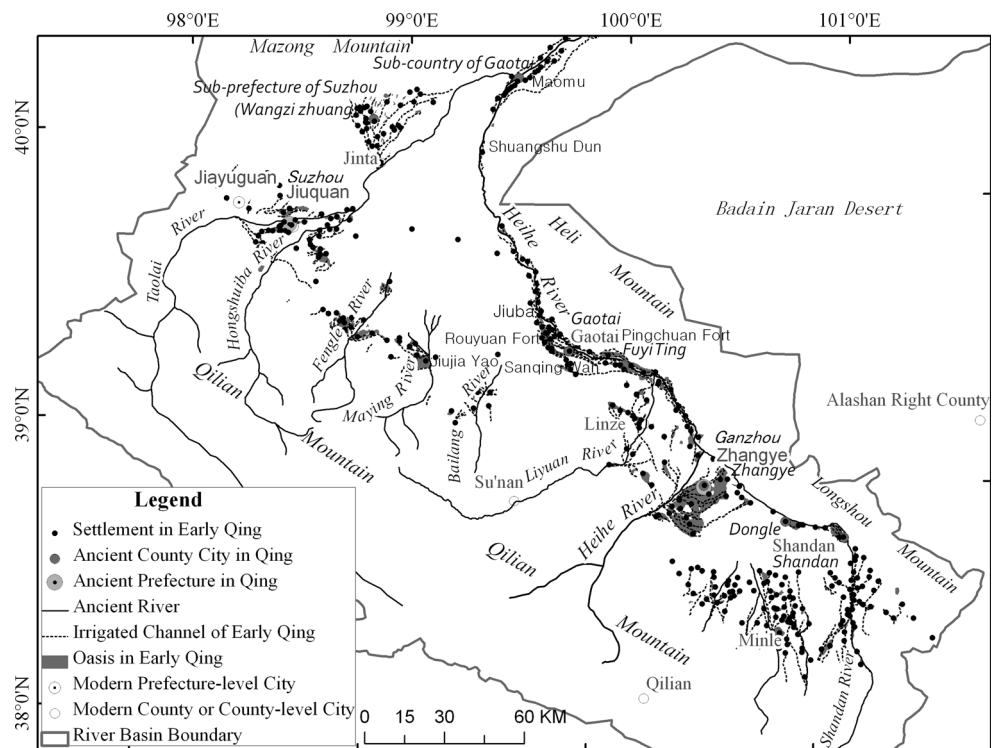 98°0'E
99°0'E
100°0'E
101°0'E
Mazong Mountain
Sub-country of Gaotai
Maomu
Sub-prefecture of Suzhou
(Wangzi zhuang)
40°0'N
Jinta
Shuangshu Dun
Jiayuguan
Suzhou
Jiuquan
River
Taolai
Hongshuiba River
Heihe River
Heli Mountain
Badain Jaran Desert
Jiuba
Gaotai
Rouyuan Fort
Gaotai
Pingchuan Fort
FuyiTing
Fengle River
Jiujia Yao
Sanqing Wan
Maying River
Bailang River
39°0'N
Qilian Mountain
Linze
Alashan Right County
Liyuan River
Su'nan
Ganzhou
Zhangye
Zhangye
Longshou Mountain
Heihe River
Dongle
Shandan
Shandan
Qilian Mountain
Minle
Qilian
Shandan River
38°0'N
Legend
Settlement in Early Qing
Ancient County City in Qing
Ancient Prefecture in Qing
Ancient River
Irrigated Channel of Early Qing
Oasis in Early Qing
Modern Prefecture-level City
Modern County or County-level City
River Basin Boundary
0 15 30 60 KM